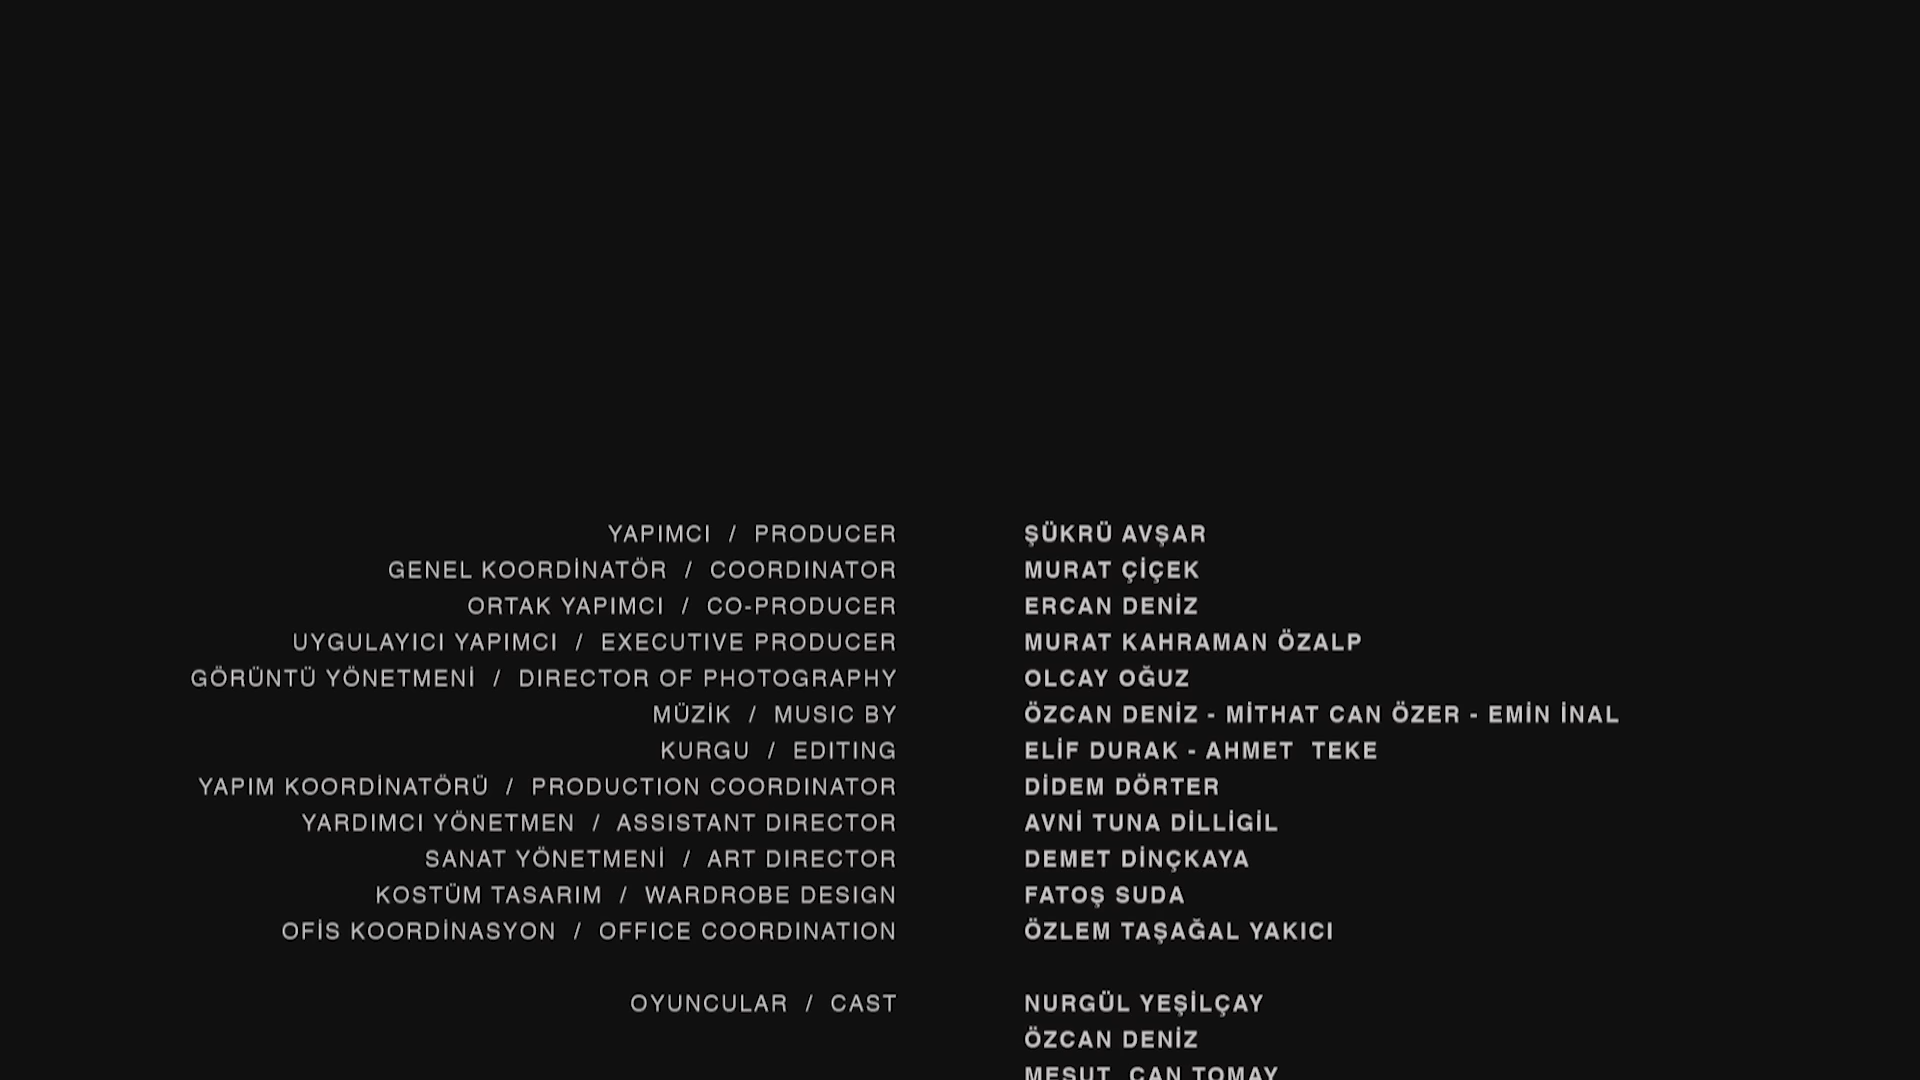 YAPIMCI / PRODUCER ŞÜKRÜ AVŞAR
GENEL KOORDİNATÖR / COORDINATOR MURAT ÇİÇEK
ORTAK YAPIMCI / CO-PRODUCER ERCAN DENİZ
UYGULAYICI YAPIMCI / EXECUTIVE PRODUCER MURAT KAHRAMAN ÖZALP
GÖRÜNTÜ YÖNETMENİ / DIRECTOR OF PHOTOGRAPHY OLCAY OĞUZ
MÜZİK / MUSIC BY ÖZCAN DENİZ - MİTHAT CAN ÖZER - EMİN İNAL
KURGU / EDITING ELİF DURAK - AHMET TEKE
YAPIM KOORDİNATÖRÜ / PRODUCTION COORDINATOR DİDEM DÖRTER
YARDIMCI YÖNETMEN / ASSISTANT DIRECTOR AVNİ TUNA DİLLİGİL
SANAT YÖNETMENİ / ART DIRECTOR DEMET DİNÇKAYA
KOSTÜM TASARIM / WARDROBE DESIGN FATOŞ SUDA
OFİS KOORDİNASYON / OFFICE COORDINATION ÖZLEM TAŞAĞAL YAKICI
OYUNCULAR / CAST NURGÜL YEŞİLÇAY
ÖZCAN DENİZ
MESUT CAN TOMAY